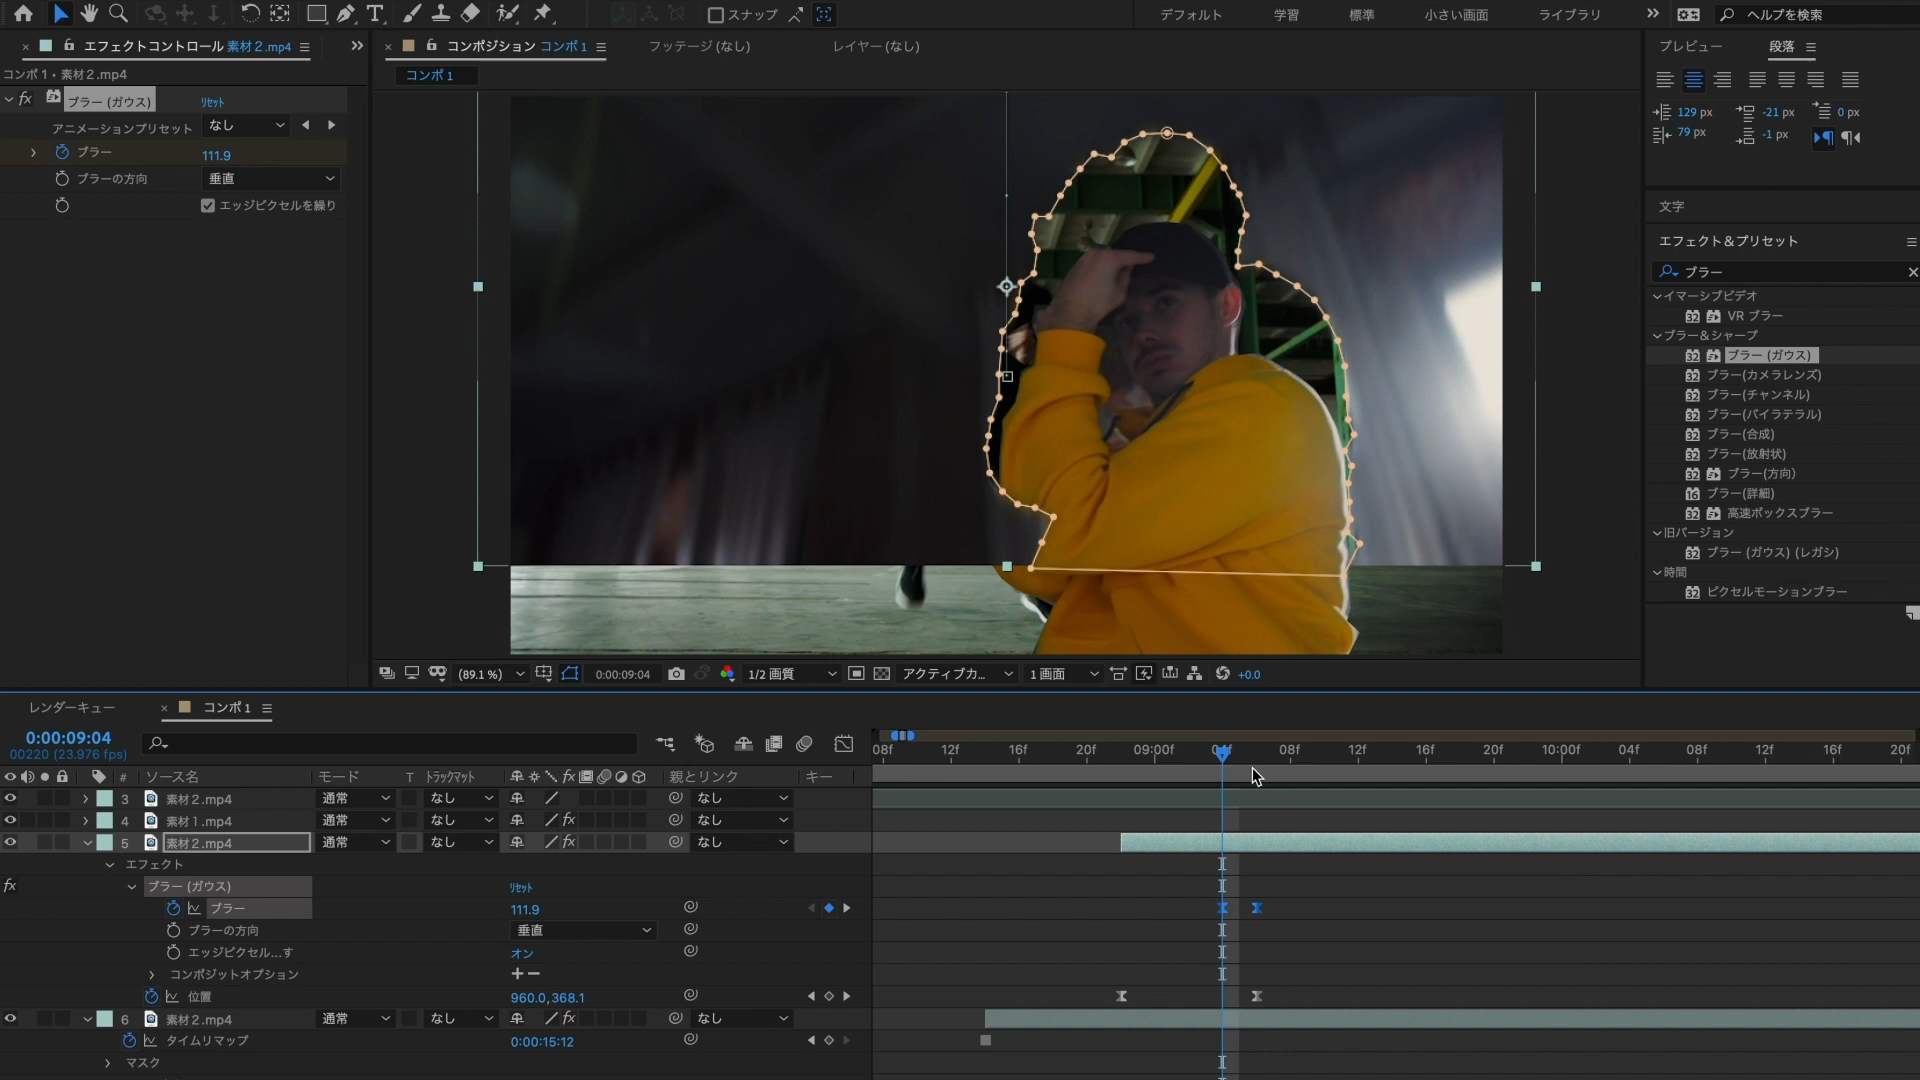 スナップ
デフォルト
学習
標準
小さい画面
ライブラリ
ヘルプを検索
エフェクトコントロール 素材2.mp4
コンポ1・素材2.mp4
fx ブラー (ガウス) リセット
アニメーションプリセット なし
ブラー 111.9
ブラーの方向 垂直
エッジピクセルを繰り
コンポジション コンポ1
フッテージ (なし)
レイヤー (なし)
コンポ1
(89.1 %)
0:00:09:04
1/2 画質
アクティブカ...
1画面
+0.0
プレビュー
段落
129 px
-21 px
0 px
79 px
-1 px
文字
エフェクト＆プリセット
ブラー
イマーシブビデオ
32 VR ブラー
ブラー＆シャープ
32 ブラー (ガウス)
32 ブラー(カメラレンズ)
32 ブラー(チャンネル)
32 ブラー(バイラテラル)
32 ブラー(合成)
32 ブラー(放射状)
32 ブラー(方向)
16 ブラー(詳細)
32 高速ボックスブラー
旧バージョン
32 ブラー (ガウス) (レガシ)
時間
32 ピクセルモーションブラー
レンダーキュー
コンポ1
0:00:09:04
00220 (23.976 fps)
# ソース名 モード T トラックマット fx 親とリンク キー
08f 12f 16f 20f 09:00f 04f 08f 12f 16f 20f 10:00f 04f 08f 12f 16f 20f
3 素材2.mp4 通常 なし なし
4 素材1.mp4 通常 なし fx なし
5 素材2.mp4 通常 なし fx なし
エフェクト
fx ブラー (ガウス) リセット
ブラー 111.9
ブラーの方向 垂直
エッジピクセル...す オン
コンポジットオプション +−
位置 960.0,368.1
6 素材2.mp4 通常 なし fx なし
タイムリマップ 0:00:15:12
マスク